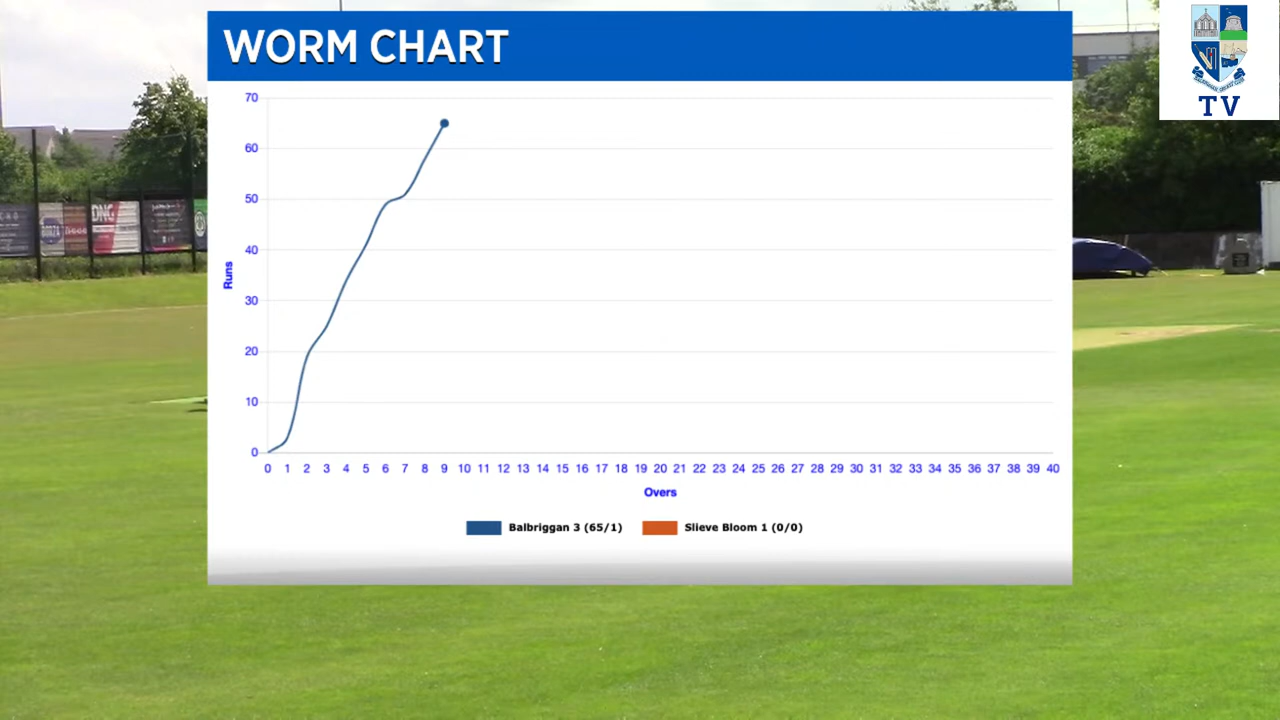 WORM CHART
TV
70
60
50
40
30
20
10
0
Runs
0 1 2 3 4 5 6 7 8 9 10 11 12 13 14 15 16 17 18 19 20 21 22 23 24 25 26 27 28 29 30 31 32 33 34 35 36 37 38 39 40
Overs
Balbriggan 3 (65/1) Slieve Bloom 1 (0/0)
DNG